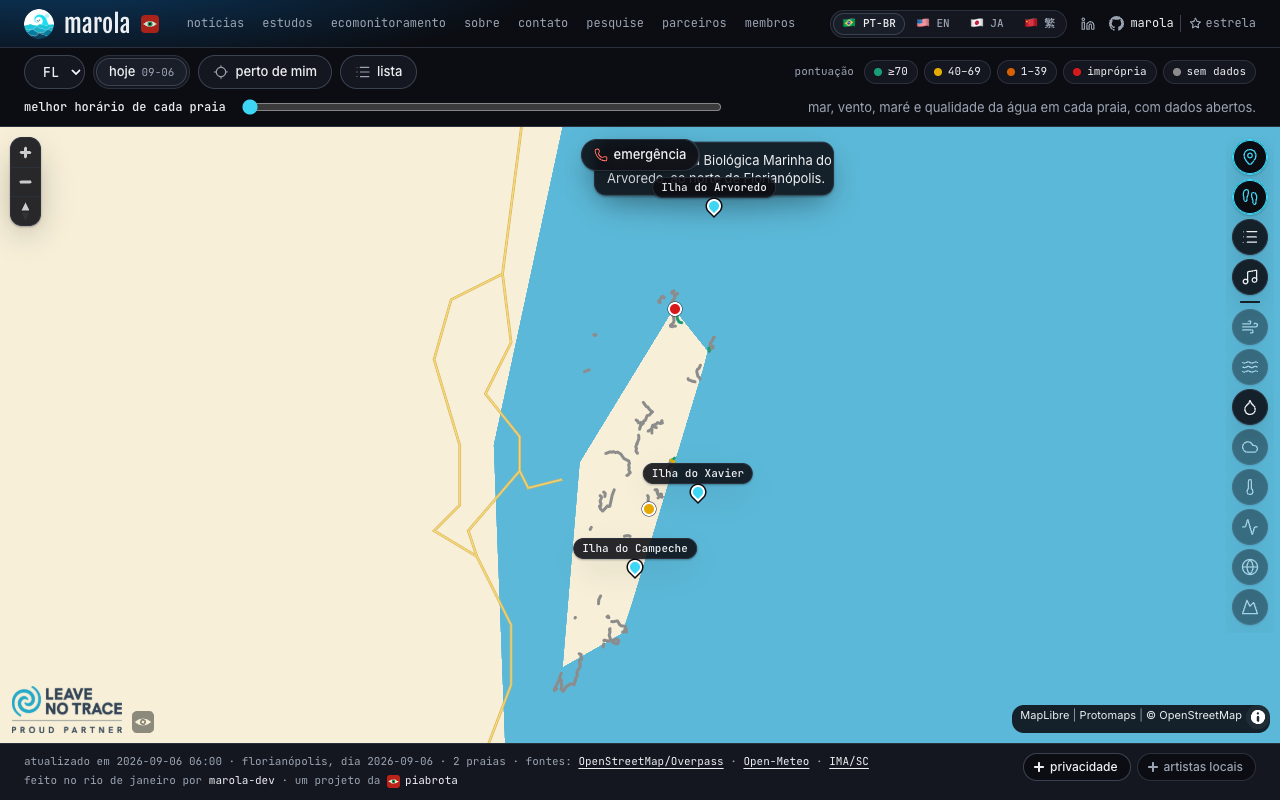 marola
notícias estudos ecomonitoramento sobre contato pesquise parceiros membros
PT-BR EN JA 繁
marola estrela
FL hoje 09-06 perto de mim lista
pontuação ≥70 40–69 1–39 imprópria sem dados
melhor horário de cada praia
mar, vento, maré e qualidade da água em cada praia, com dados abertos.
emergência
Biológica Marinha do
Arvoredo, ao norte de Florianópolis.
Ilha do Arvoredo
Ilha do Xavier
Ilha do Campeche
LEAVE
NO TRACE
PROUD PARTNER
MapLibre | Protomaps | © OpenStreetMap
atualizado em 2026-09-06 06:00 · florianópolis, dia 2026-09-06 · 2 praias · fontes: OpenStreetMap/Overpass · Open-Meteo · IMA/SC
feito no rio de janeiro por marola-dev · um projeto da piabrota
+ privacidade
+ artistas locais